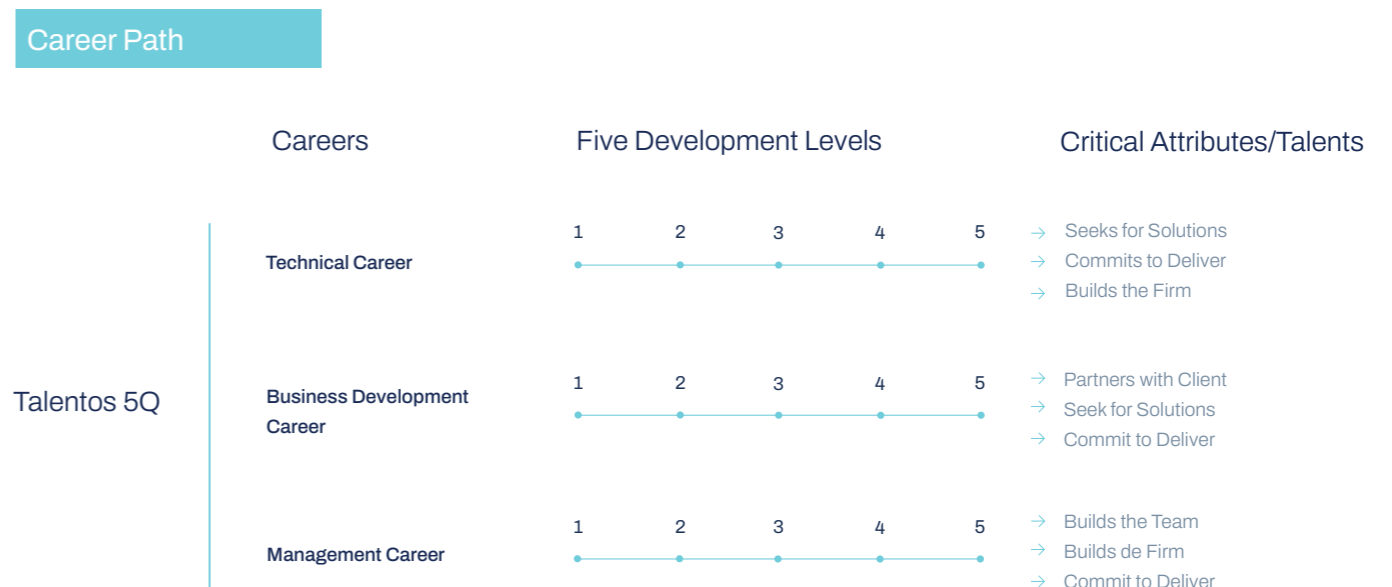 Career Path
Careers
Five Development Levels
Critical Attributes/Talents
Talentos 5Q
Technical Career
1 2 3 4 5
Seeks for Solutions
Commits to Deliver
Builds the Firm
Business Development
Career
1 2 3 4 5
Partners with Client
Seek for Solutions
Commit to Deliver
Management Career
1 2 3 4 5
Builds the Team
Builds de Firm
Commit to Deliver